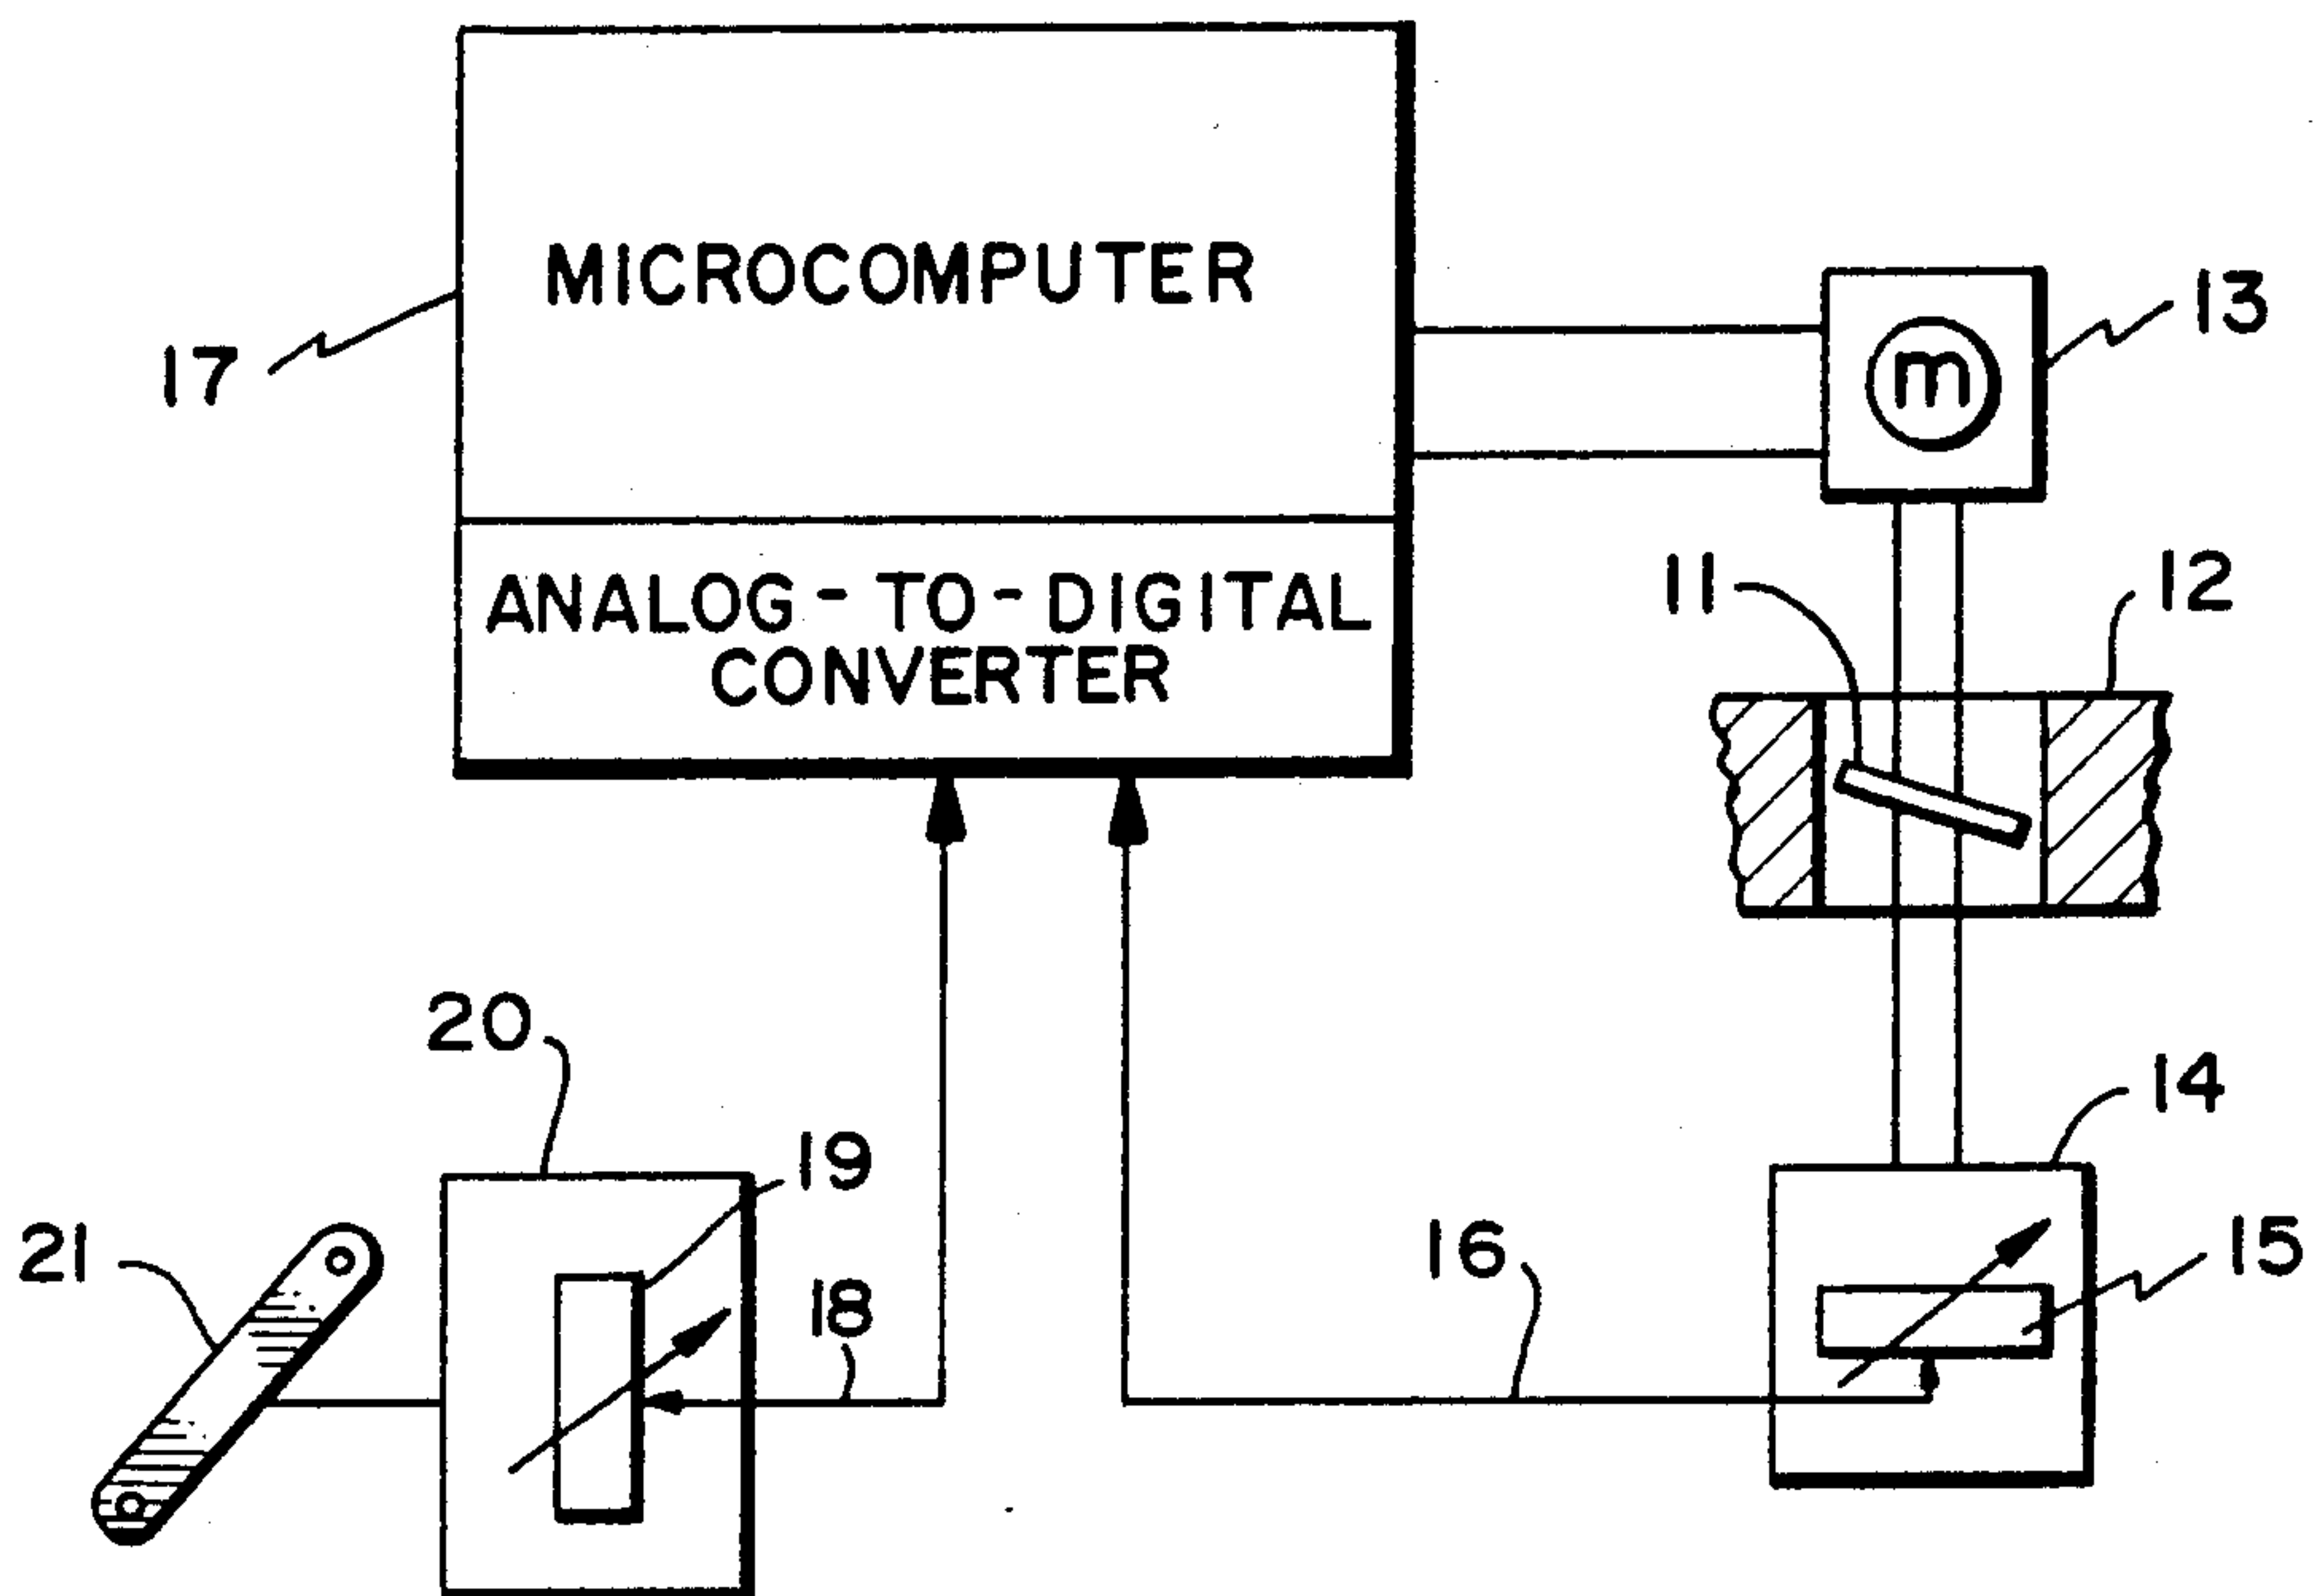 MICROCOMPUTER
13
m
17
11
12
ANALOG-TO-DIGITAL
CONVERTER
20
14
19
21
18
16
15